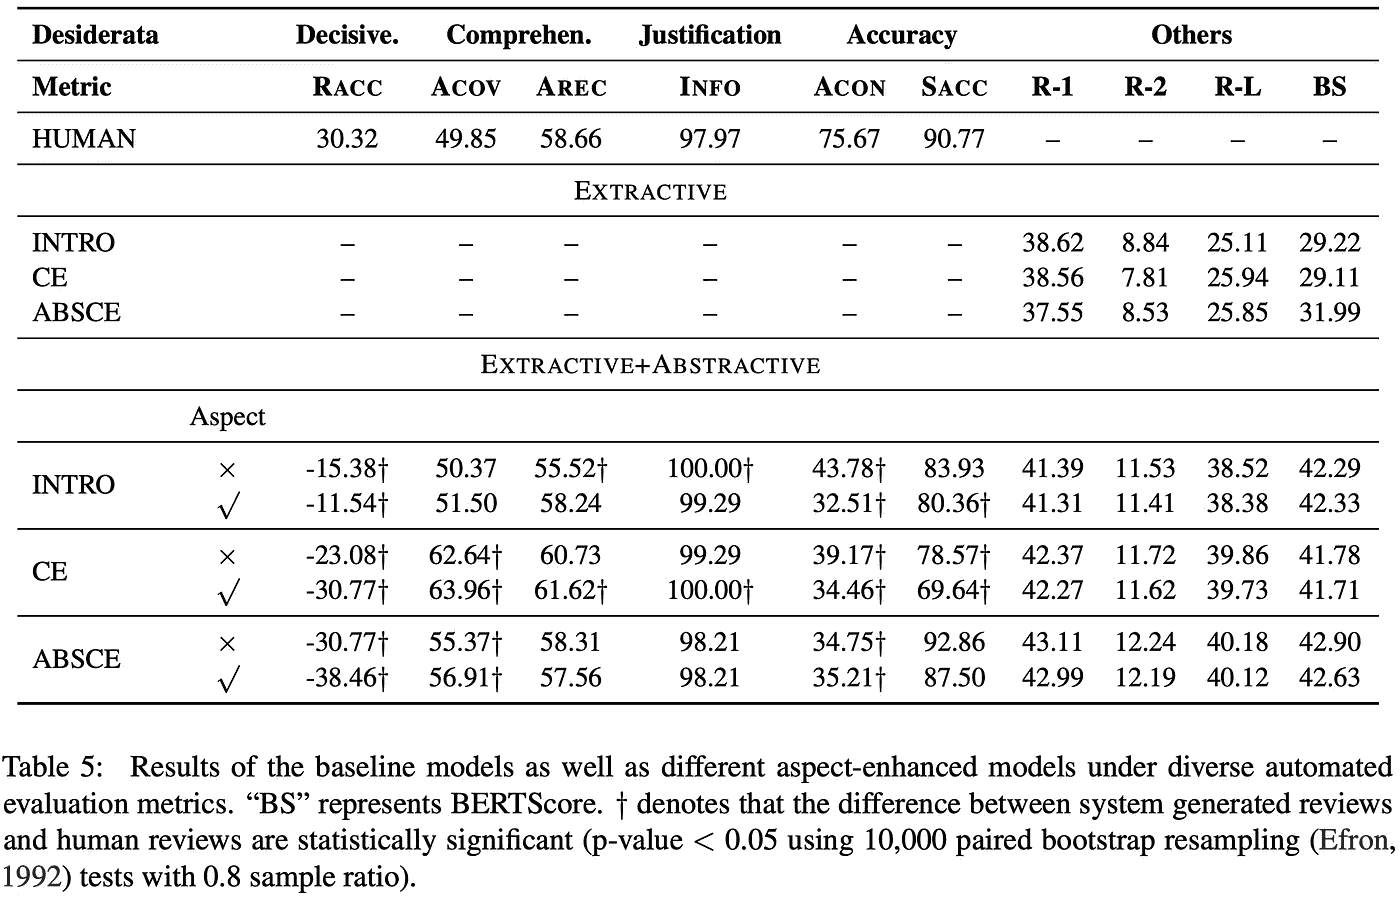 Desiderata Decisive. Comprehen. Justification Accuracy Others
Metric RACC ACOV AREC INFO ACON SACC R-1 R-2 R-L BS
HUMAN 30.32 49.85 58.66 97.97 75.67 90.77 – – – –
EXTRACTIVE
INTRO – – – – – – 38.62 8.84 25.11 29.22
CE – – – – – – 38.56 7.81 25.94 29.11
ABSCE – – – – – – 37.55 8.53 25.85 31.99
EXTRACTIVE+ABSTRACTIVE
Aspect
INTRO × -15.38† 50.37 55.52† 100.00† 43.78† 83.93 41.39 11.53 38.52 42.29
√ -11.54† 51.50 58.24 99.29 32.51† 80.36† 41.31 11.41 38.38 42.33
CE × -23.08† 62.64† 60.73 99.29 39.17† 78.57† 42.37 11.72 39.86 41.78
√ -30.77† 63.96† 61.62† 100.00† 34.46† 69.64† 42.27 11.62 39.73 41.71
ABSCE × -30.77† 55.37† 58.31 98.21 34.75† 92.86 43.11 12.24 40.18 42.90
√ -38.46† 56.91† 57.56 98.21 35.21† 87.50 42.99 12.19 40.12 42.63
Table 5: Results of the baseline models as well as different aspect-enhanced models under diverse automated
evaluation metrics. “BS” represents BERTScore. † denotes that the difference between system generated reviews
and human reviews are statistically significant (p-value < 0.05 using 10,000 paired bootstrap resampling (Efron,
1992) tests with 0.8 sample ratio).